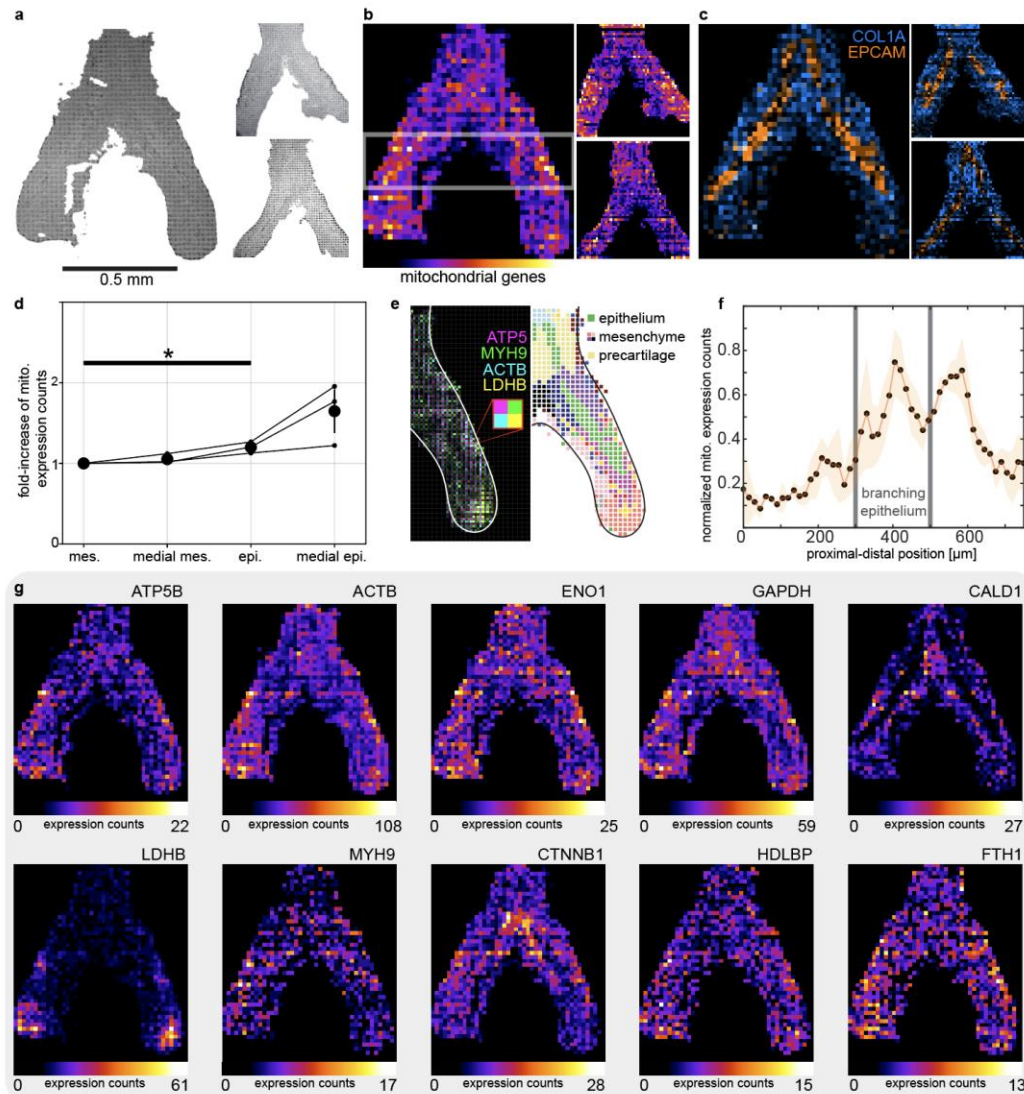 a
0.5 mm
b
mitochondrial genes
c
COL1A
EPCAM
d
fold-increase of mito.
expression counts
2
1
0
*
mes.
medial mes.
epi.
medial epi.
e
ATP5
MYH9
ACTB
LDHB
epithelium
mesenchyme
precartilage
f
normalized mito. expression counts
1
0.8
0.6
0.4
0.2
branching
epithelium
0 200 400 600
proximal-distal position [µm]
g
ATP5B
0 expression counts 22
ACTB
0 expression counts 108
ENO1
0 expression counts 25
GAPDH
0 expression counts 59
CALD1
0 expression counts 27
LDHB
0 expression counts 61
MYH9
0 expression counts 17
CTNNB1
0 expression counts 28
HDLBP
0 expression counts 15
FTH1
0 expression counts 13